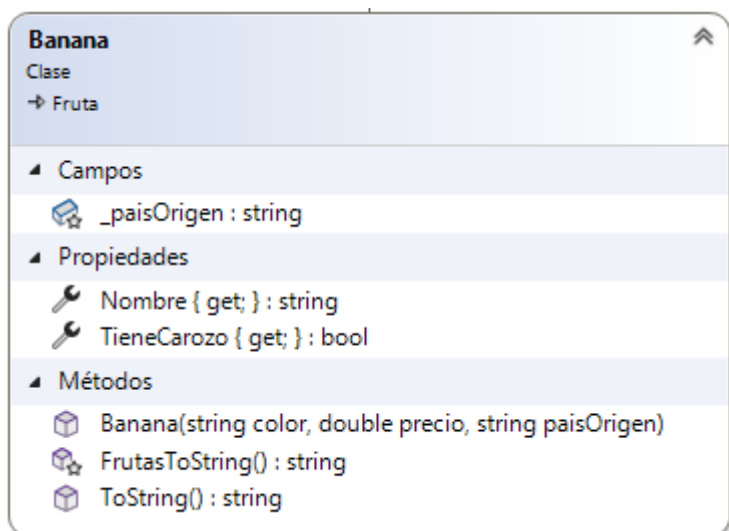 Banana
Clase
Fruta
Campos
_paisOrigen : string
Propiedades
Nombre { get; } : string
TieneCarozo { get; } : bool
Métodos
Banana(string color, double precio, string paisOrigen)
FrutasToString() : string
ToString() : string